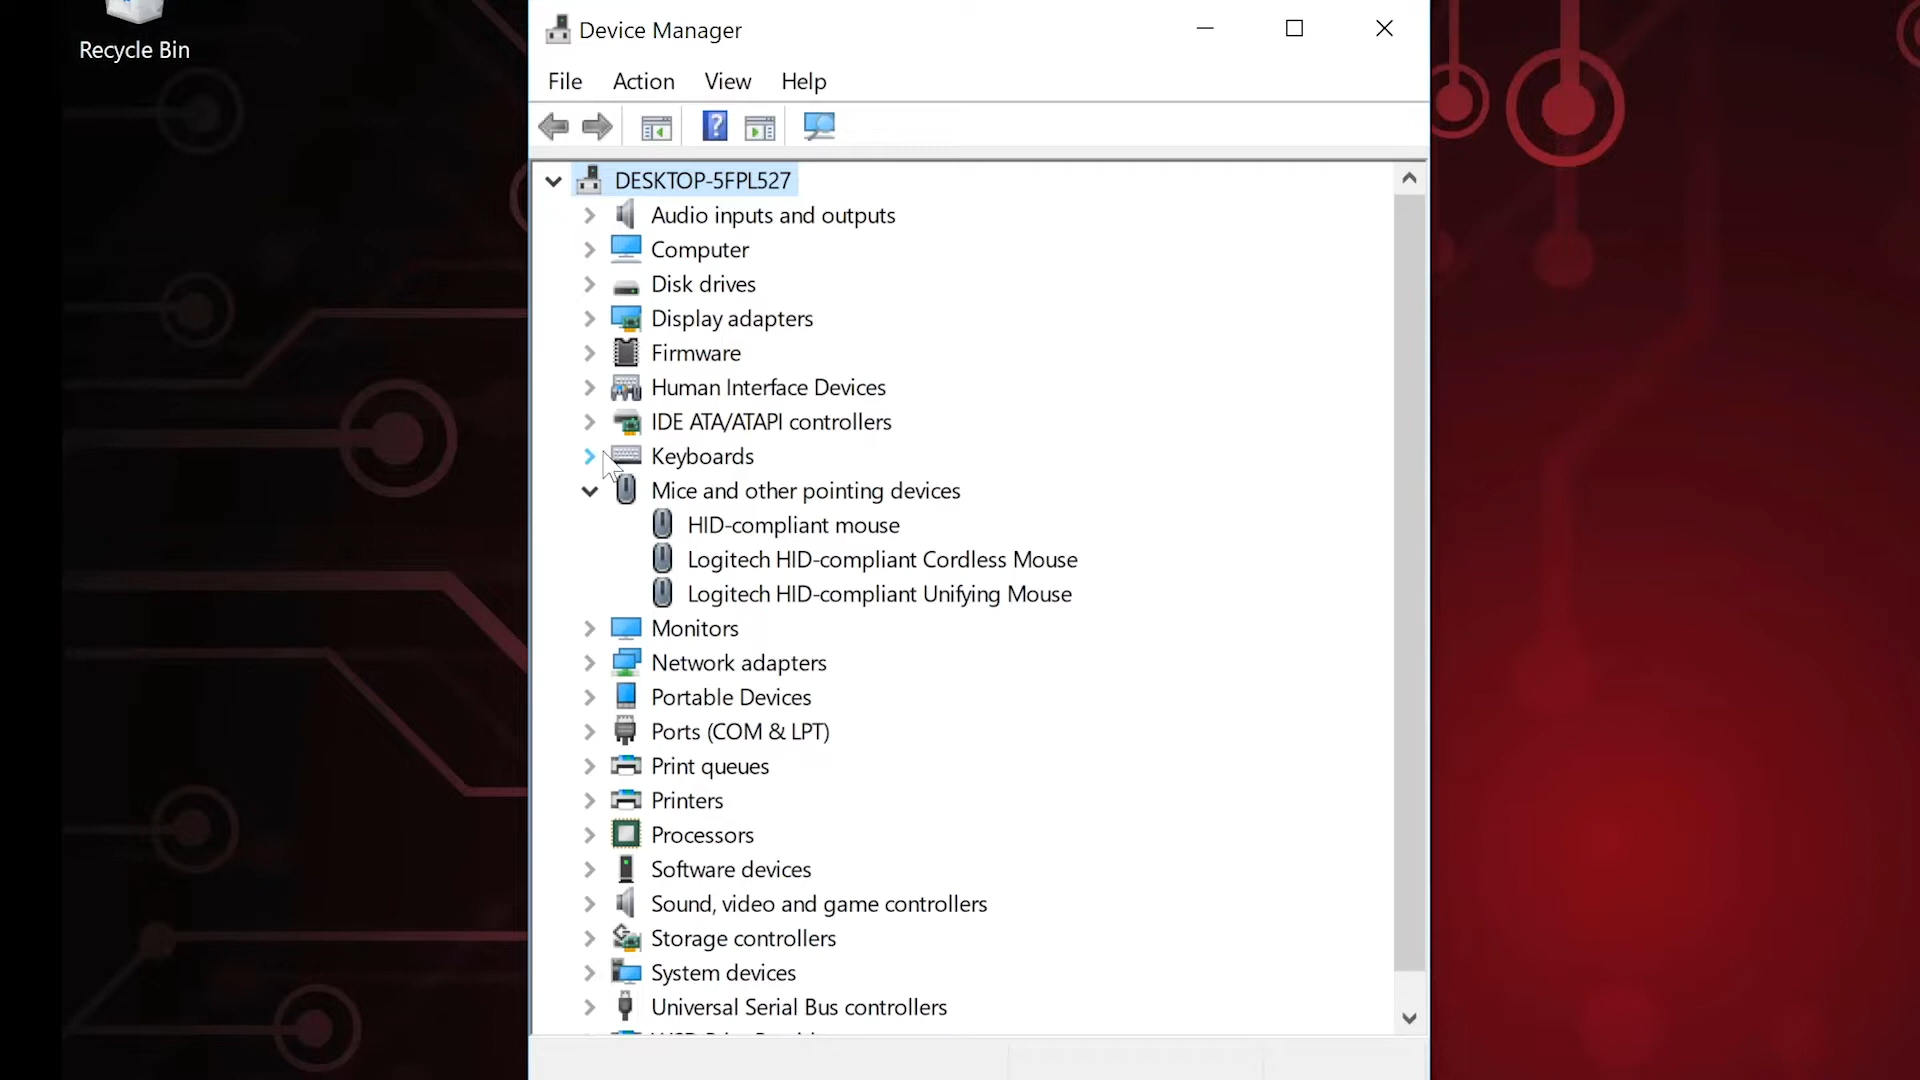 Recycle Bin
Device Manager
File Action View Help
DESKTOP-5FPL527
Audio inputs and outputs
Computer
Disk drives
Display adapters
Firmware
Human Interface Devices
IDE ATA/ATAPI controllers
Keyboards
Mice and other pointing devices
HID-compliant mouse
Logitech HID-compliant Cordless Mouse
Logitech HID-compliant Unifying Mouse
Monitors
Network adapters
Portable Devices
Ports (COM & LPT)
Print queues
Printers
Processors
Software devices
Sound, video and game controllers
Storage controllers
System devices
Universal Serial Bus controllers